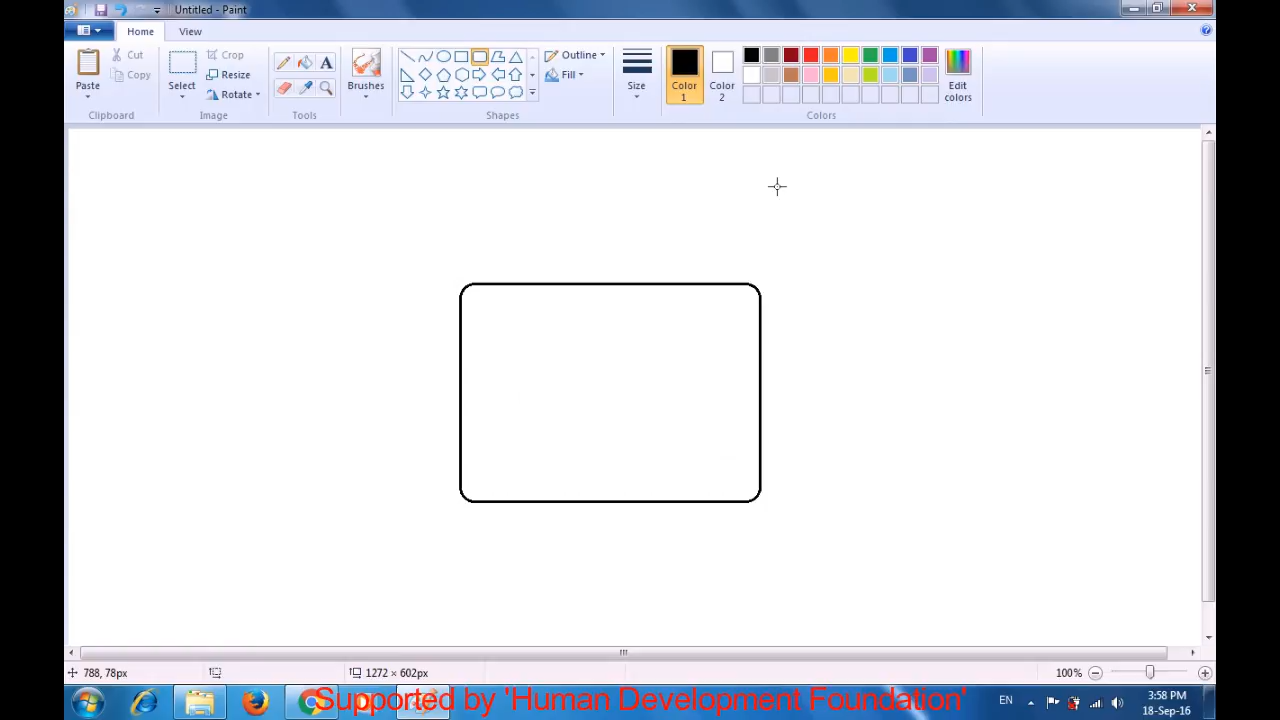 Untitled - Paint
Home
View
Paste
Cut
Copy
Clipboard
Select
Crop
Resize
Rotate
Image
A
Tools
Brushes
Outline
Fill
Shapes
Size
Color 1
Color 2
Edit colors
Colors
788, 78px
1272 × 602px
100%
EN
3:58 PM
18-Sep-16
Supported by 'Human Development Foundation'